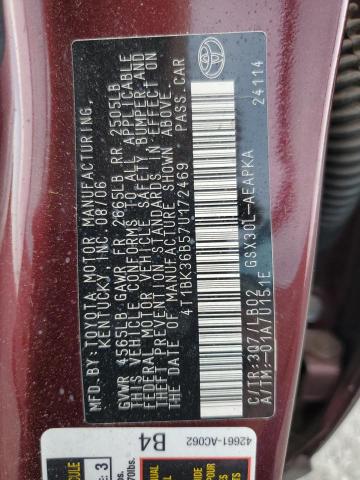 MFD. BY: TOYOTA MOTOR MANUFACTURING,
KENTUCKY, INC. 08/06
GVWR 4565LB GAWR FR 2665LB RR 2505LB
THIS VEHICLE CONFORMS TO ALL APPLICABLE
FEDERAL MOTOR VEHICLE SAFETY, BUMPER, AND
THEFT PREVENTION STANDARDS IN EFFECT ON
THE DATE OF MANUFACTURE SHOWN ABOVE.
4T1BK36B57U172469 PASS.CAR
C/TR:3Q7/LB02 GSX30L-AEAPKA
A/TM:-01A/U151E 24114
42661-AC062
B4
3